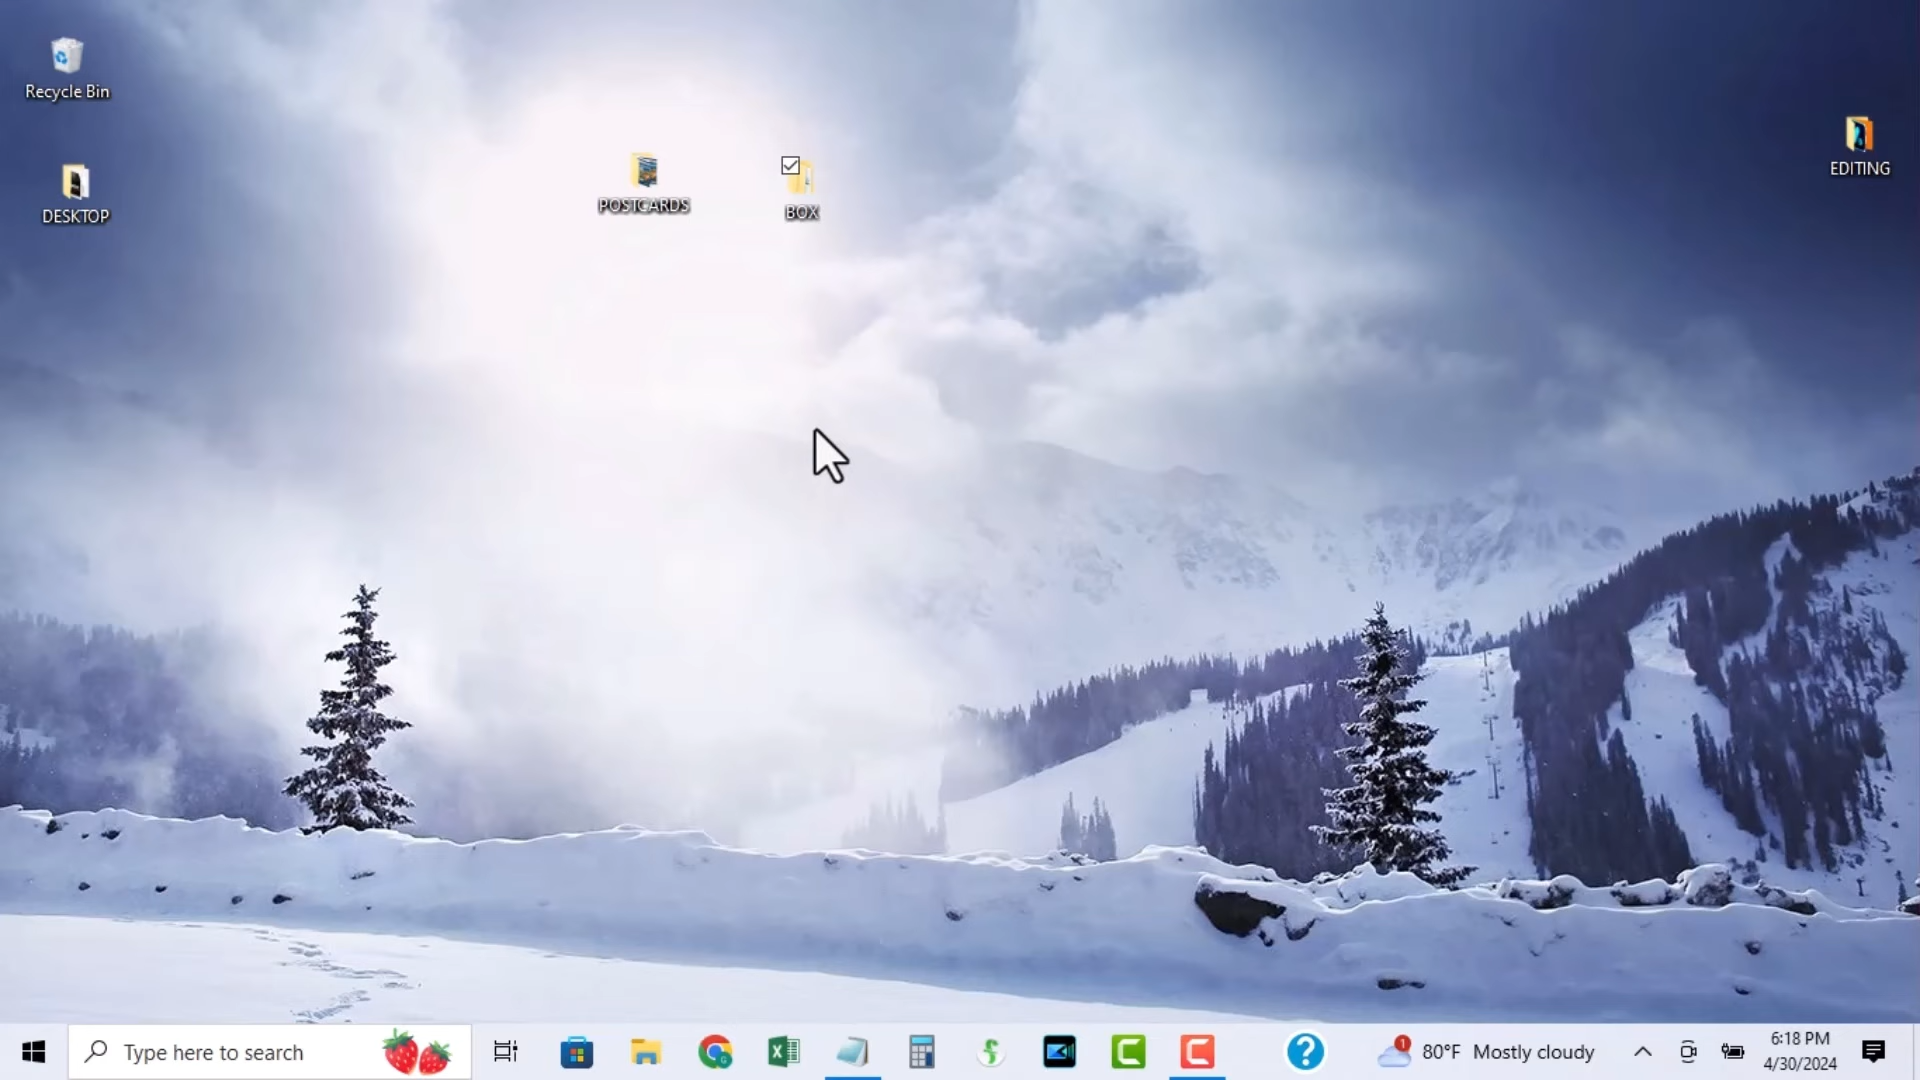 Recycle Bin
DESKTOP
POSTCARDS
BOX
EDITING
Type here to search
1
80°F Mostly cloudy
6:18 PM
4/30/2024